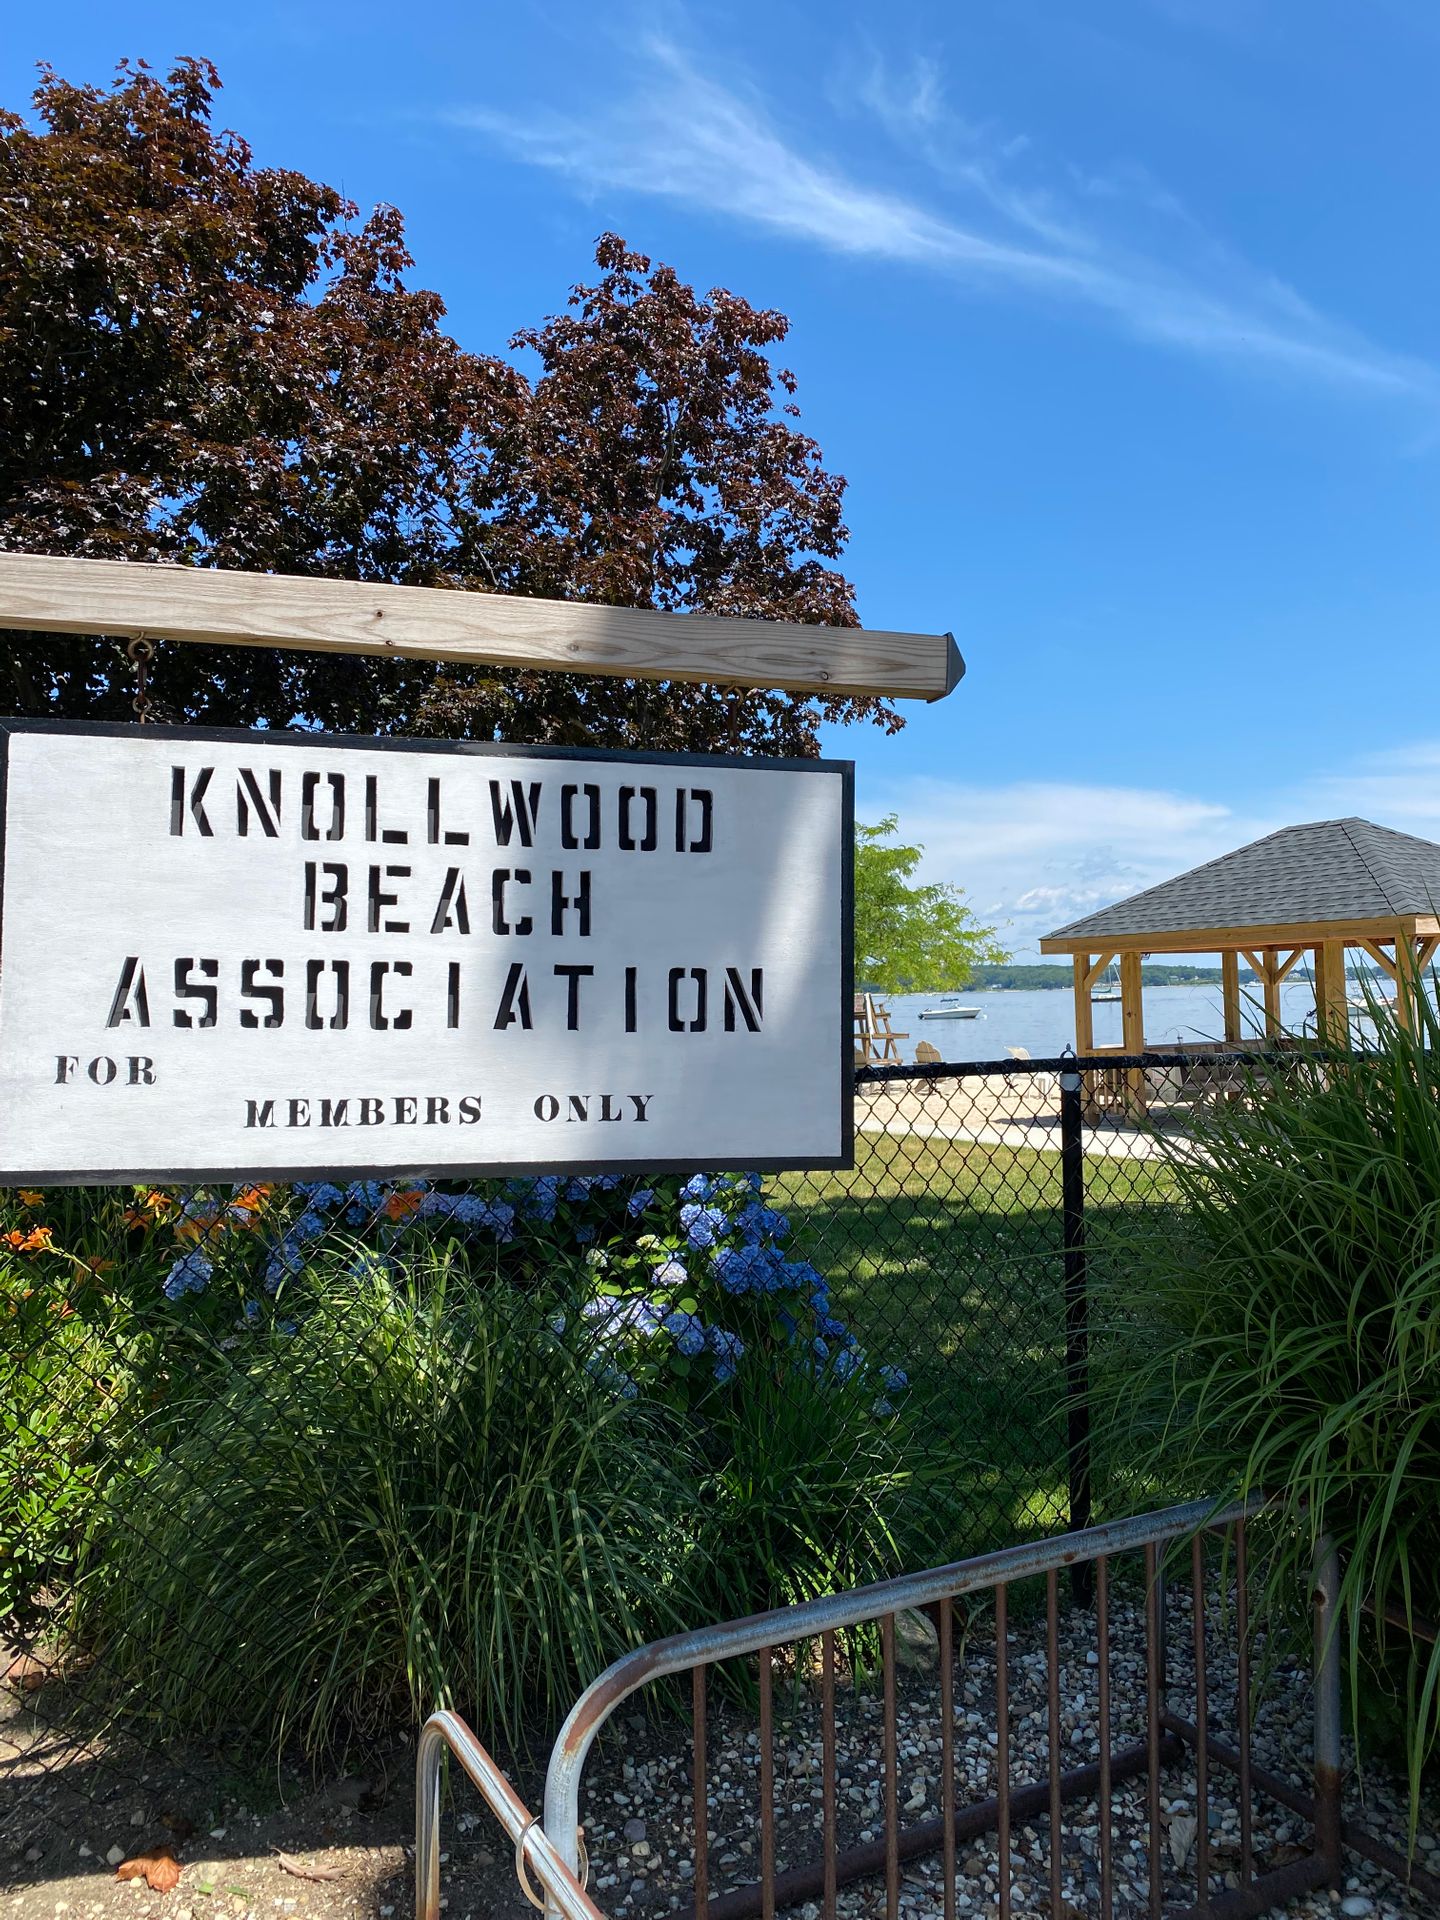 KNOLLWOOD
BEACH
ASSOCIATION
FOR
MEMBERS ONLY